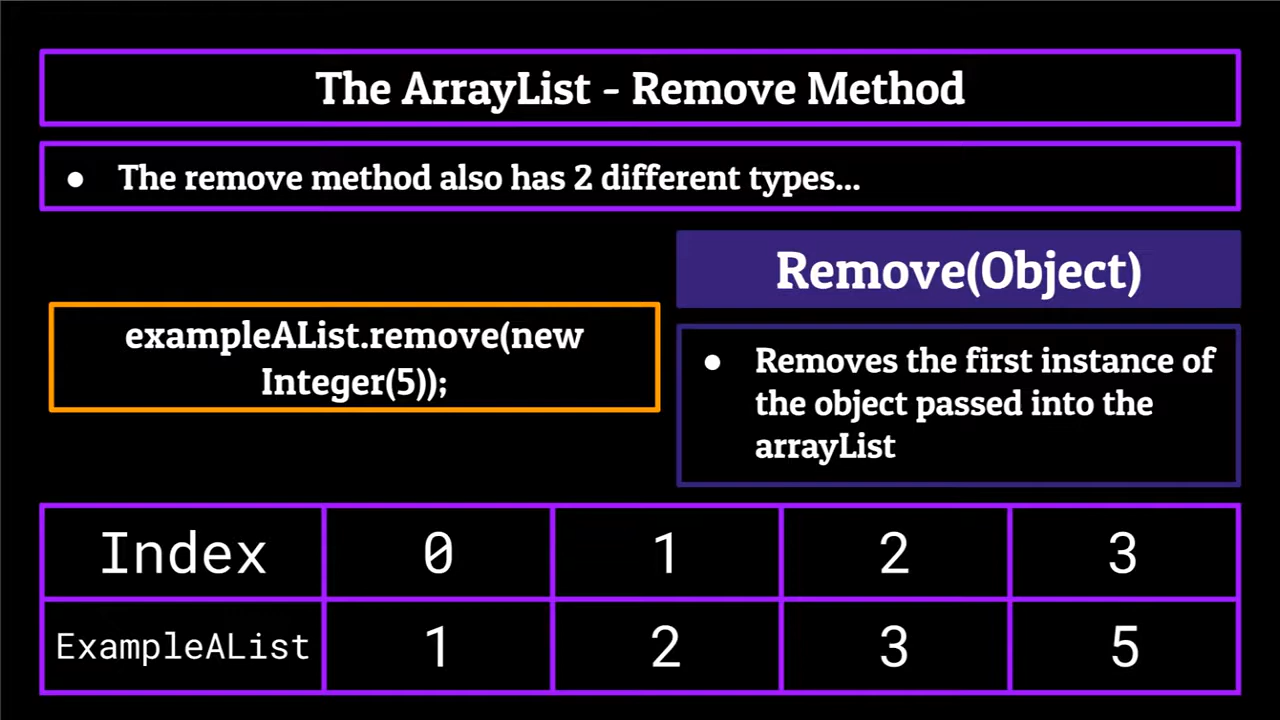 The ArrayList - Remove Method
● The remove method also has 2 different types...
Remove(Object)
exampleAList.remove(new
Integer(5));
● Removes the first instance of
the object passed into the
arrayList
Index 0 1 2 3
ExampleAList 1 2 3 5